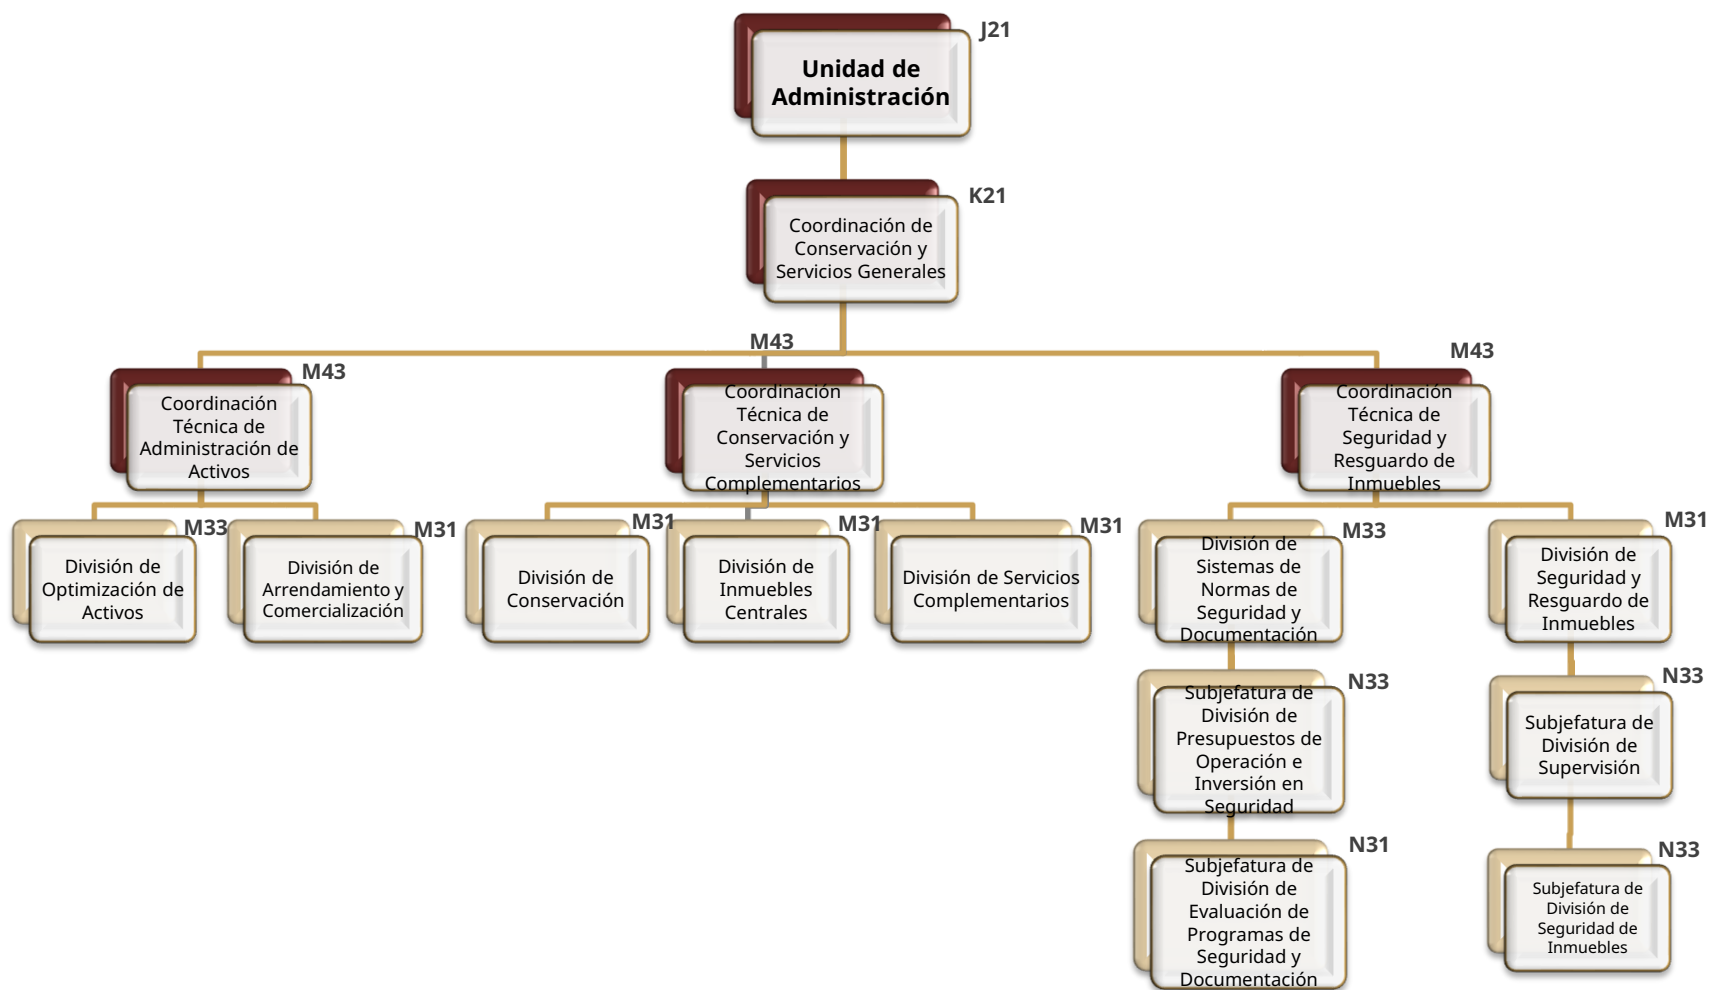 J21
Unidad de
Administración
K21
Coordinación de
Conservación y
Servicios Generales
M43
Coordinación
Técnica de
Administración de
Activos
M43
Coordinación
Técnica de
Conservación y
Servicios
Complementarios
M43
Coordinación
Técnica de
Seguridad y
Resguardo de
Inmuebles
M33
División de
Optimización de
Activos
M31
División de
Arrendamiento y
Comercialización
M31
División de
Conservación
M31
División de
Inmuebles
Centrales
M31
División de Servicios
Complementarios
M33
División de
Sistemas de
Normas de
Seguridad y
Documentación
M31
División de
Seguridad y
Resguardo de
Inmuebles
N33
Subjefatura de
División de
Presupuestos de
Operación e
Inversión en
Seguridad
N33
Subjefatura de
División de
Supervisión
N31
Subjefatura de
División de
Evaluación de
Programas de
Seguridad y
Documentación
N33
Subjefatura de
División de
Seguridad de
Inmuebles